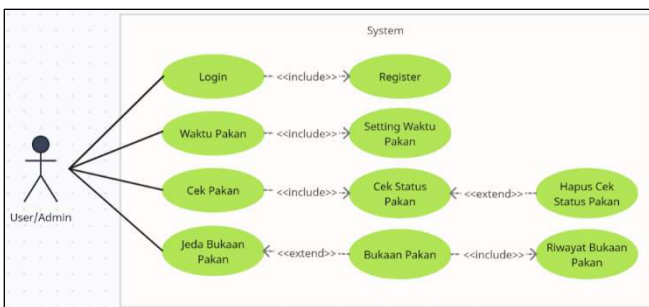 System
Login
<<include>>
Register
Waktu Pakan
<<include>>
Setting Waktu
Pakan
Cek Pakan
<<include>>
Cek Status
Pakan
<<extend>>
Hapus Cek
Status Pakan
User/Admin
Jeda Bukaan
Pakan
<<extend>>
Bukaan Pakan
<<include>>
Riwayat Bukaan
Pakan